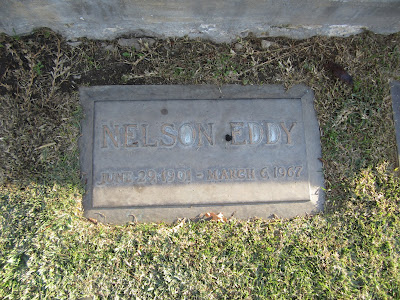 NELSON EDDY
JUNE 29, 1901 – MARCH 6, 1967